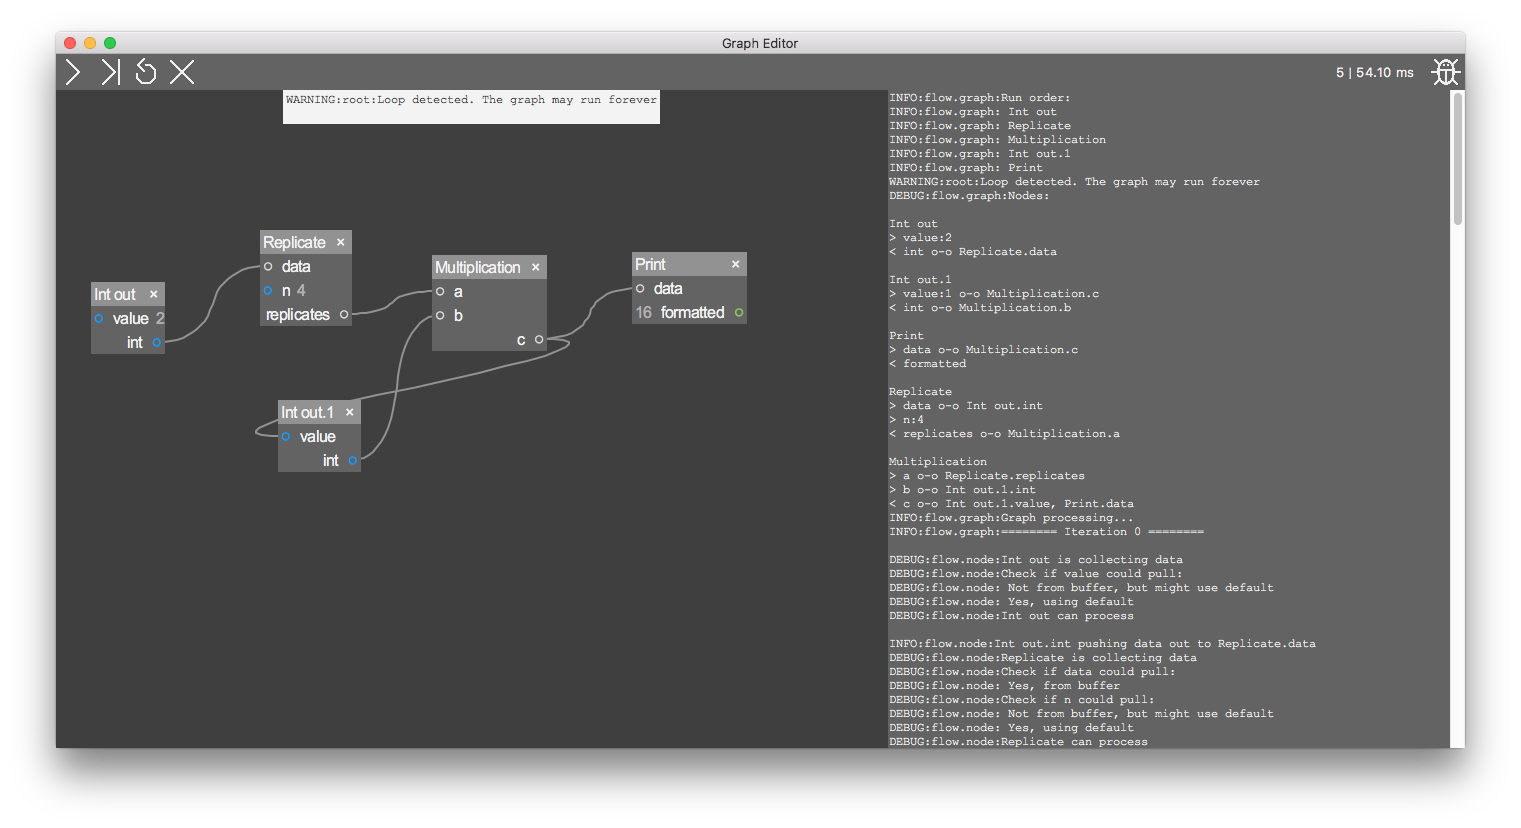 Graph Editor
5 | 54.10 ms
WARNING:root:Loop detected. The graph may run forever
Int out ×
value 2
int
Replicate ×
data
n 4
replicates
Multiplication ×
a
b
c
Print ×
data
16 formatted
Int out.1 ×
value
int
INFO:flow.graph:Run order:
INFO:flow.graph: Int out
INFO:flow.graph: Replicate
INFO:flow.graph: Multiplication
INFO:flow.graph: Int out.1
INFO:flow.graph: Print
WARNING:root:Loop detected. The graph may run forever
DEBUG:flow.graph:Nodes:
Int out
> value:2
< int o-o Replicate.data
Int out.1
> value:1 o-o Multiplication.c
< int o-o Multiplication.b
Print
> data o-o Multiplication.c
< formatted
Replicate
> data o-o Int out.int
> n:4
< replicates o-o Multiplication.a
Multiplication
> a o-o Replicate.replicates
> b o-o Int out.1.int
< c o-o Int out.1.value, Print.data
INFO:flow.graph:Graph processing...
INFO:flow.graph:======== Iteration 0 ========
DEBUG:flow.node:Int out is collecting data
DEBUG:flow.node:Check if value could pull:
DEBUG:flow.node: Not from buffer, but might use default
DEBUG:flow.node: Yes, using default
DEBUG:flow.node:Int out can process
INFO:flow.node:Int out.int pushing data out to Replicate.data
DEBUG:flow.node:Replicate is collecting data
DEBUG:flow.node:Check if data could pull:
DEBUG:flow.node: Yes, from buffer
DEBUG:flow.node:Check if n could pull:
DEBUG:flow.node: Not from buffer, but might use default
DEBUG:flow.node: Yes, using default
DEBUG:flow.node:Replicate can process